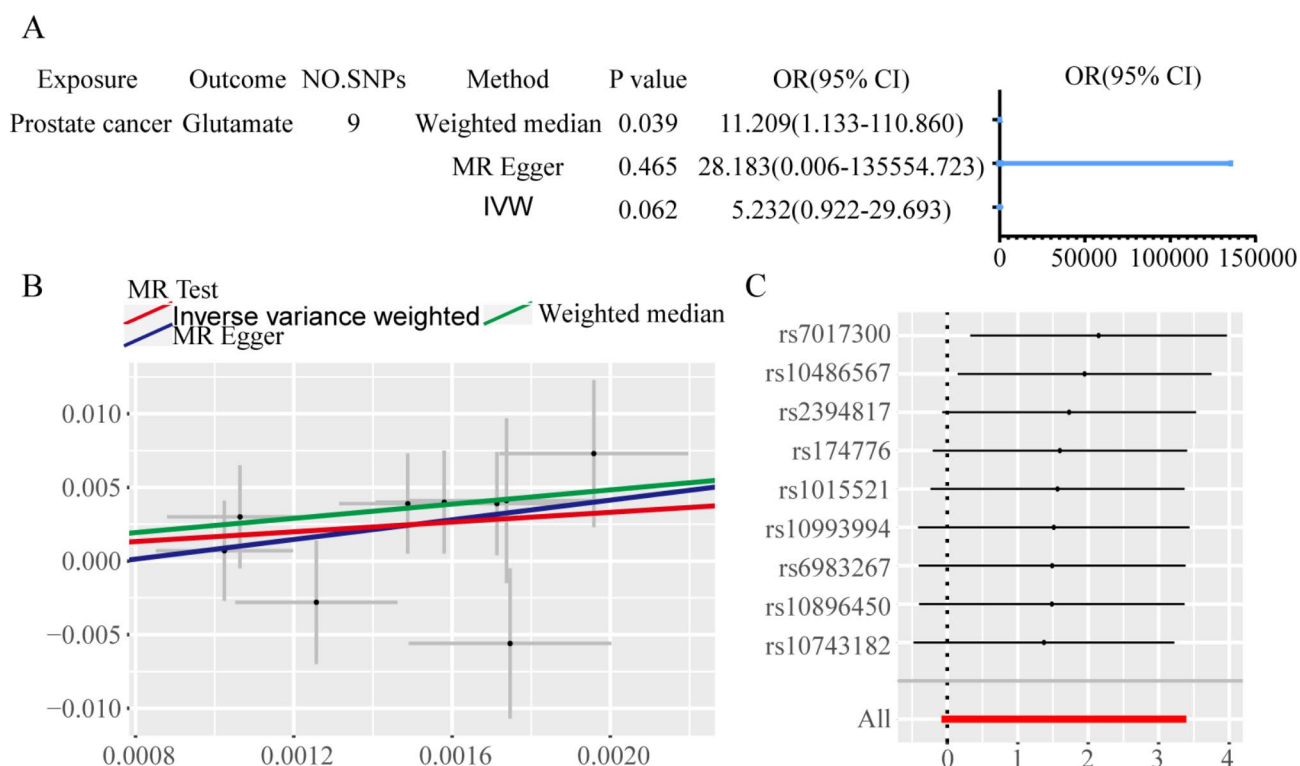 A
Exposure Outcome NO.SNPs Method P value OR(95% CI) OR(95% CI)
Prostate cancer Glutamate 9 Weighted median 0.039 11.209(1.133-110.860)
MR Egger 0.465 28.183(0.006-135554.723)
IVW 0.062 5.232(0.922-29.693)
0 50000 100000 150000
B
MR Test
Inverse variance weighted Weighted median
MR Egger
0.010
0.005
0.000
−0.005
−0.010
0.0008 0.0012 0.0016 0.0020
C
rs7017300
rs10486567
rs2394817
rs174776
rs1015521
rs10993994
rs6983267
rs10896450
rs10743182
All
0 1 2 3 4